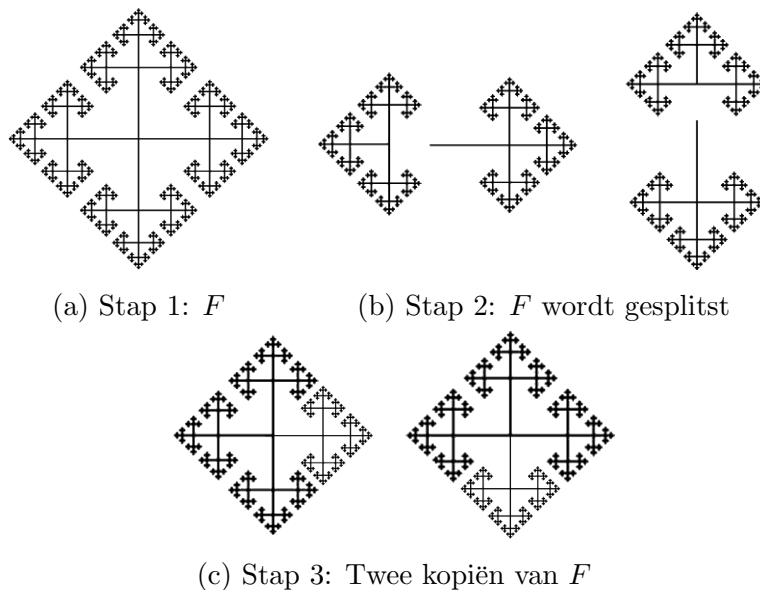 (a) Stap 1: F
(b) Stap 2: F wordt gesplitst
(c) Stap 3: Twee kopiën van F